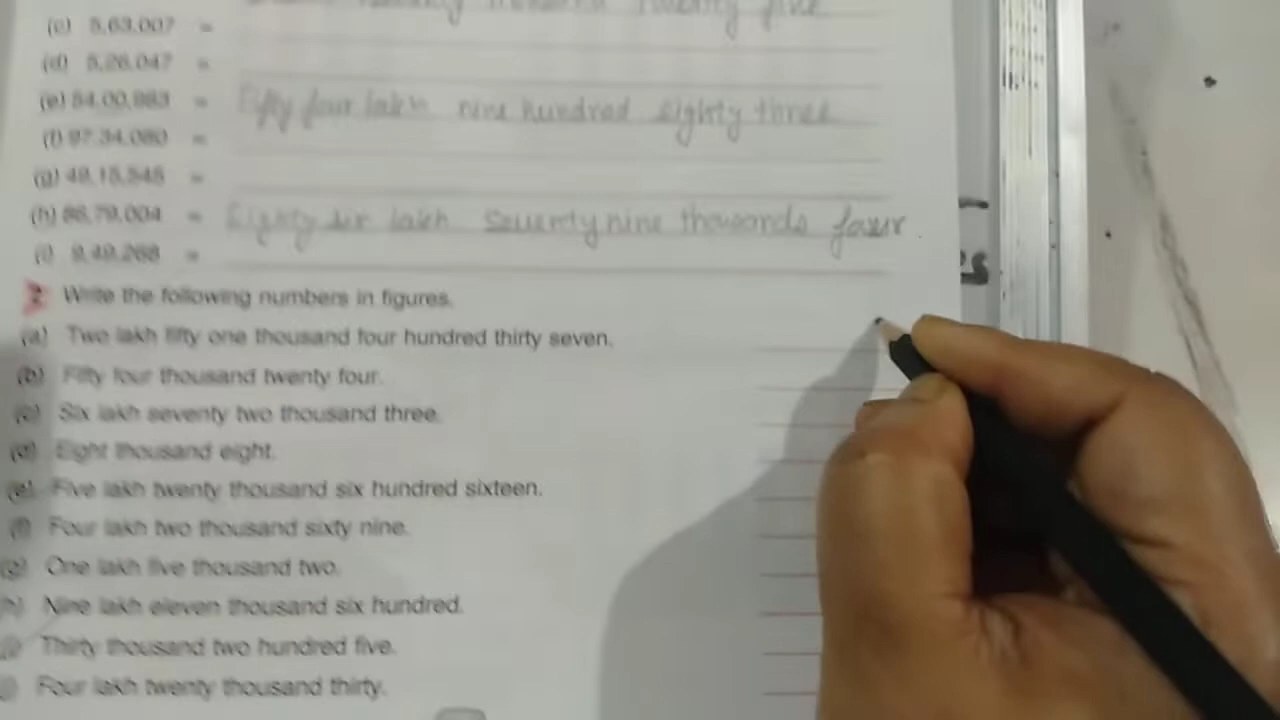 twenty five
(c) 5,63,007 =
(d) 5,26,047 =
(e) 54,00,983 = Fifty four lakh nine hundred eighty three
(f) 97,34,080 =
(g) 49,15,545 =
(h) 86,79,004 = Eighty six lakh seventy nine thousands four
(i) 9,49,268 =
2. Write the following numbers in figures.
(a) Two lakh fifty one thousand four hundred thirty seven.
(b) Fifty four thousand twenty four.
(c) Six lakh seventy two thousand three.
(d) Eight thousand eight.
(e) Five lakh twenty thousand six hundred sixteen.
(f) Four lakh two thousand sixty nine.
(g) One lakh five thousand two.
(h) Nine lakh eleven thousand six hundred.
Thirty thousand two hundred five.
Four lakh twenty thousand thirty.